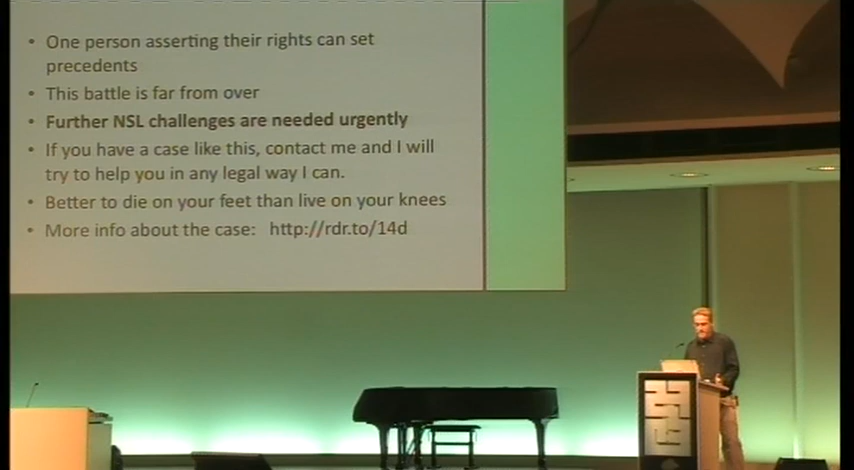 • One person asserting their rights can set
precedents
• This battle is far from over
• Further NSL challenges are needed urgently
• If you have a case like this, contact me and I will
try to help you in any legal way I can.
• Better to die on your feet than live on your knees
• More info about the case: http://rdr.to/14d